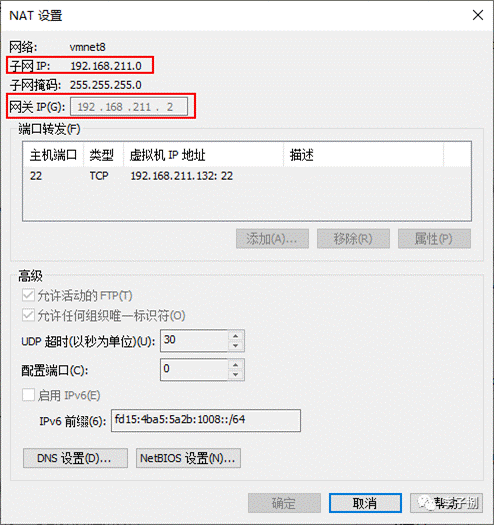 NAT 设置
网络: vmnet8
子网 IP: 192.168.211.0
子网掩码: 255.255.255.0
网关 IP(G): 192 . 168 . 211 . 2
端口转发(F)
主机端口 类型 虚拟机 IP 地址 描述
22 TCP 192.168.211.132: 22
添加(A)... 移除(R) 属性(P)
高级
允许活动的 FTP(T)
允许任何组织唯一标识符(O)
UDP 超时(以秒为单位)(U): 30
配置端口(C): 0
启用 IPv6(E)
IPv6 前缀(6): fd15:4ba5:5a2b:1008::/64
DNS 设置(D)... NetBIOS 设置(N)...
确定 取消 帮助